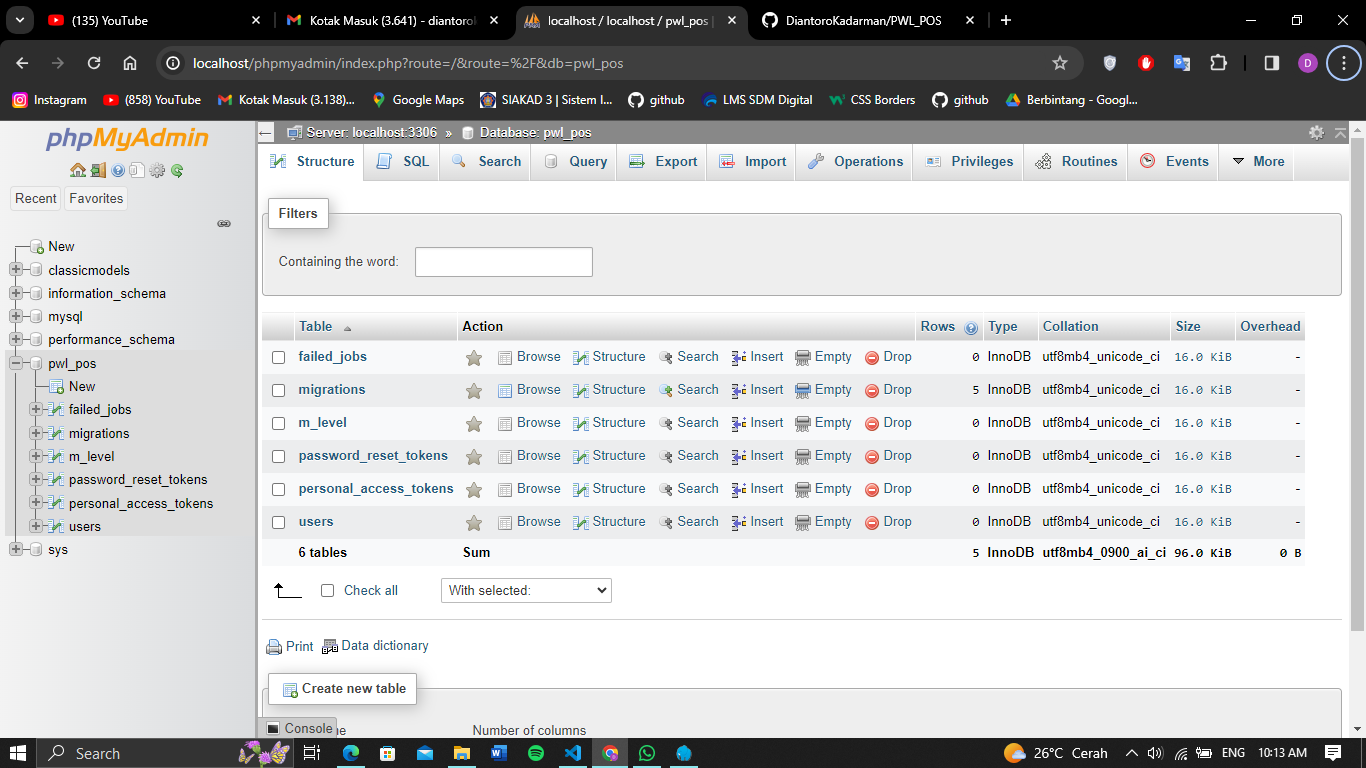 (135) YouTube
Kotak Masuk (3.641) - diantorok
localhost / localhost / pwl_pos |
DiantoroKadarman/PWL_POS
localhost/phpmyadmin/index.php?route=/&route=%2F&db=pwl_pos
D
Instagram
(858) YouTube
Kotak Masuk (3.138)...
Google Maps
SIAKAD 3 | Sistem I...
github
LMS SDM Digital
CSS Borders
github
Berbintang - Googl...
phpMyAdmin
Recent
Favorites
New
classicmodels
information_schema
mysql
performance_schema
pwl_pos
New
failed_jobs
migrations
m_level
password_reset_tokens
personal_access_tokens
users
sys
Server: localhost:3306 » Database: pwl_pos
Structure SQL Search Query Export Import Operations Privileges Routines Events More
Filters
Containing the word:
Table Action Rows Type Collation Size Overhead
failed_jobs Browse Structure Search Insert Empty Drop 0 InnoDB utf8mb4_unicode_ci 16.0 KiB -
migrations Browse Structure Search Insert Empty Drop 5 InnoDB utf8mb4_unicode_ci 16.0 KiB -
m_level Browse Structure Search Insert Empty Drop 0 InnoDB utf8mb4_unicode_ci 16.0 KiB -
password_reset_tokens Browse Structure Search Insert Empty Drop 0 InnoDB utf8mb4_unicode_ci 16.0 KiB -
personal_access_tokens Browse Structure Search Insert Empty Drop 0 InnoDB utf8mb4_unicode_ci 16.0 KiB -
users Browse Structure Search Insert Empty Drop 0 InnoDB utf8mb4_unicode_ci 16.0 KiB -
6 tables Sum 5 InnoDB utf8mb4_0900_ai_ci 96.0 KiB 0 B
Check all
With selected:
Print
Data dictionary
Create new table
Console
Number of columns
Search
26°C Cerah
ENG
10:13 AM